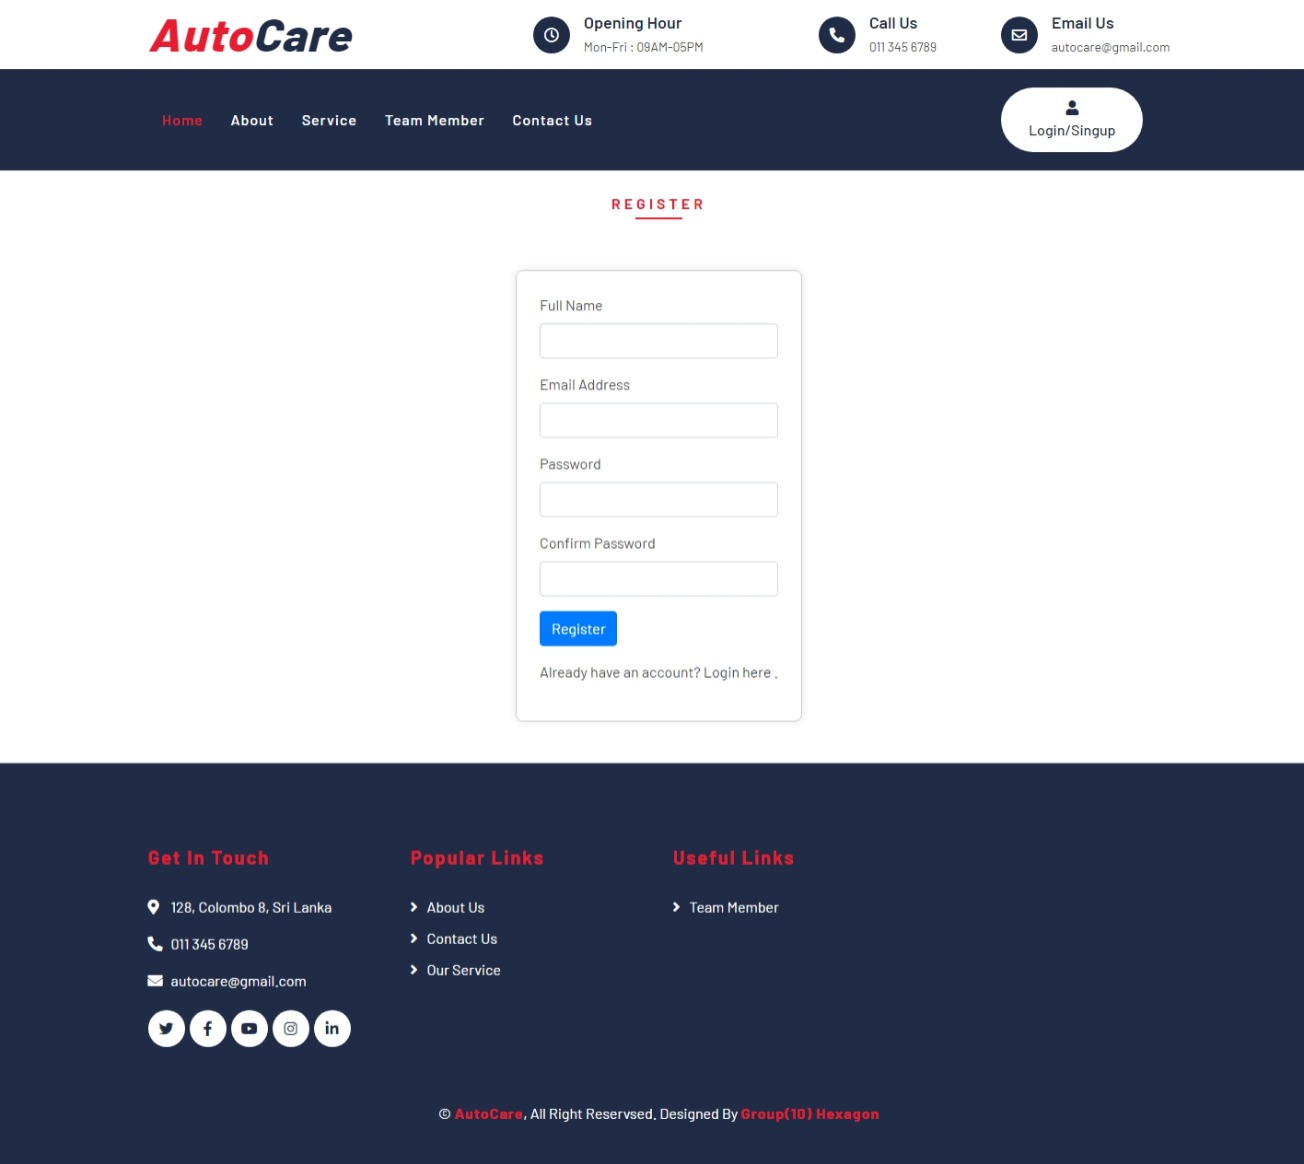 AutoCare
Opening Hour
Mon-Fri : 09AM-05PM
Call Us
011 345 6789
Email Us
autocare@gmail.com
Home
About
Service
Team Member
Contact Us
Login/Singup
REGISTER
Full Name
Email Address
Password
Confirm Password
Register
Already have an account? Login here .
Get In Touch
128, Colombo 8, Sri Lanka
011 345 6789
autocare@gmail.com
Popular Links
About Us
Contact Us
Our Service
Useful Links
Team Member
© AutoCare, All Right Reservsed. Designed By Group(10) Hexagon